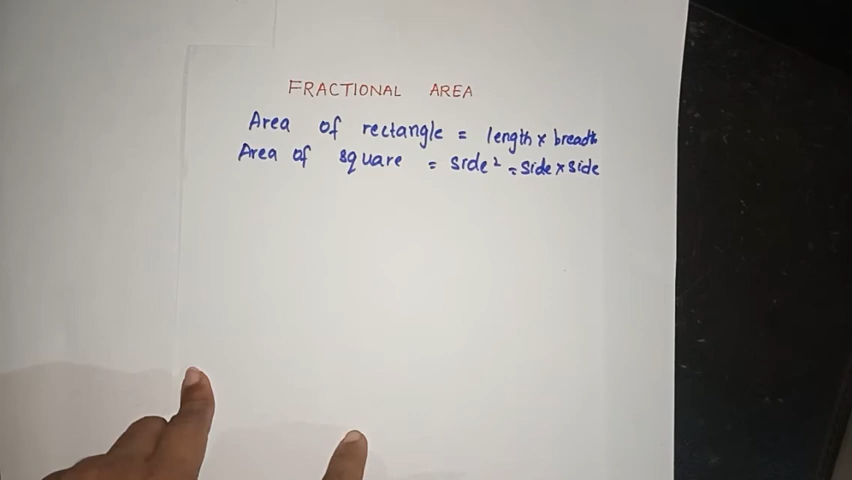 FRACTIONAL AREA
Area of rectangle = length × breadth
Area of square = side² = side × side